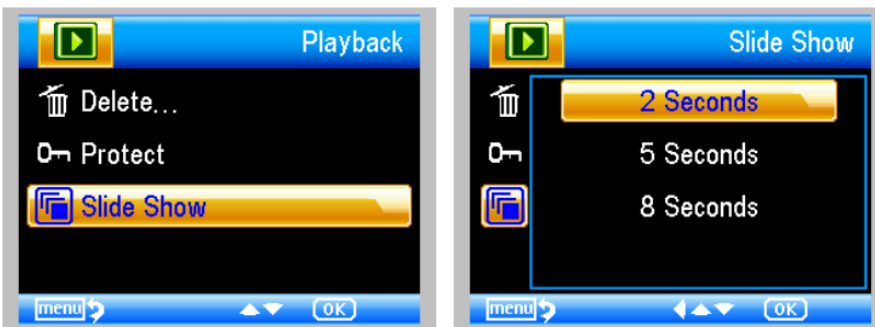 Playback
Delete...
Protect
Slide Show
menu OK
Slide Show
2 Seconds
5 Seconds
8 Seconds
menu OK